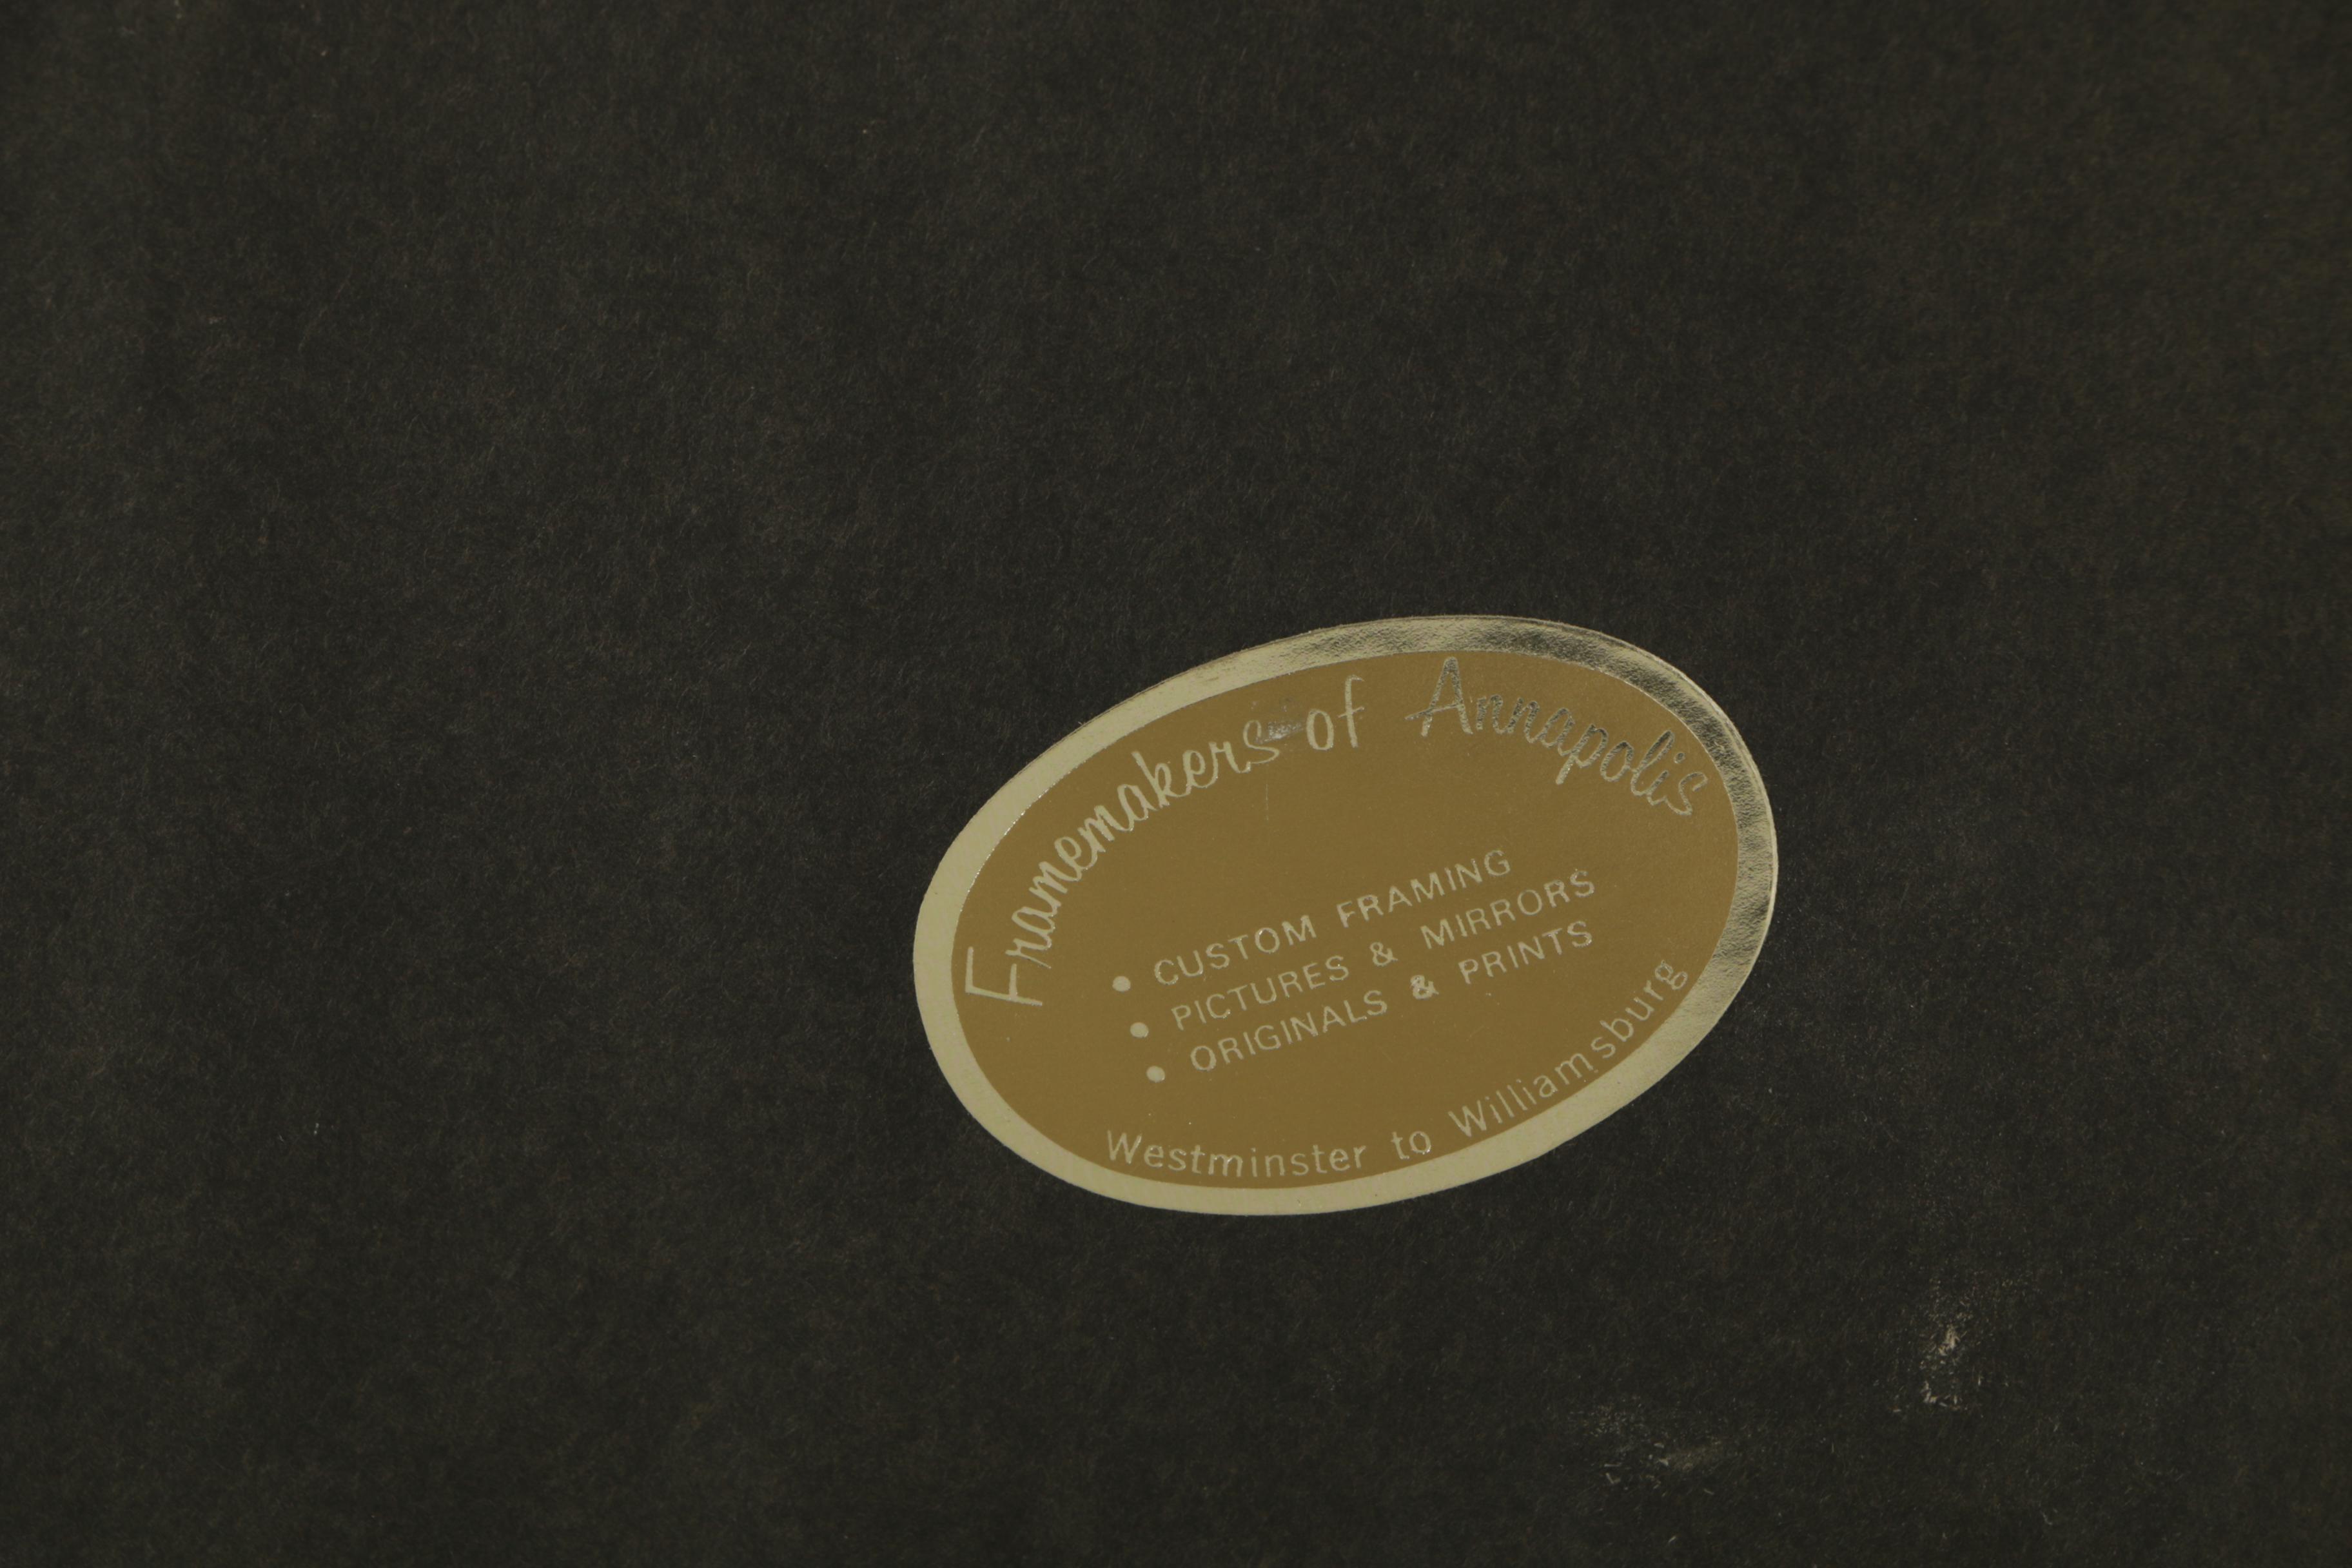 Framemakers of Annapolis
• CUSTOM FRAMING
• PICTURES & MIRRORS
• ORIGINALS & PRINTS
Westminster to Williamsburg